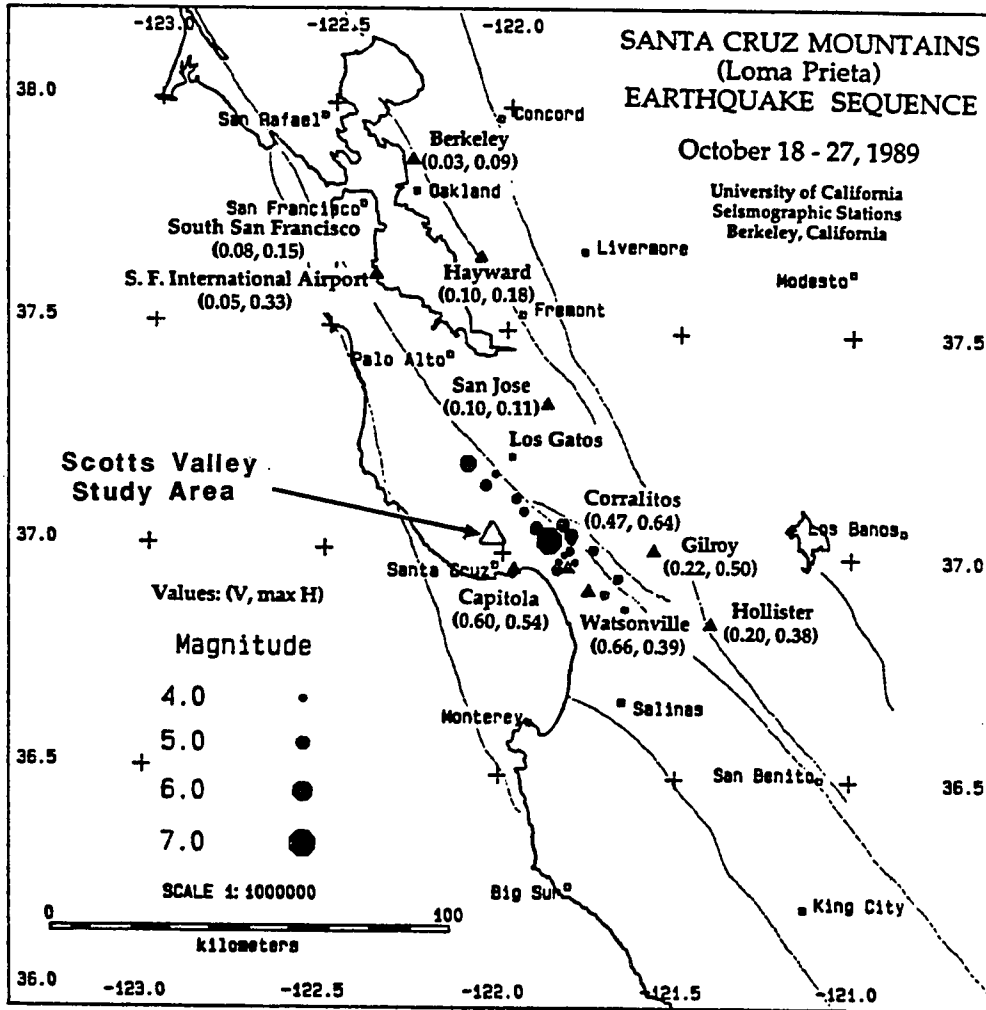 -123.0
-122.5
-122.0
SANTA CRUZ MOUNTAINS
(Loma Prieta)
EARTHQUAKE SEQUENCE
October 18 - 27, 1989
University of California
Seismographic Stations
Berkeley, California
38.0
San Rafael
Concord
Berkeley
(0.03, 0.09)
Oakland
San Francisco
South San Francisco
(0.08, 0.15)
Livermore
Modesto
S. F. International Airport
(0.05, 0.33)
Hayward
(0.10, 0.18)
Fremont
37.5
37.5
Palo Alto
San Jose
(0.10, 0.11)
Los Gatos
Scotts Valley
Study Area
Corralitos
(0.47, 0.64)
Los Banos
37.0
37.0
Gilroy
(0.22, 0.50)
Santa Cruz
Values: (V, max H)
Capitola
(0.60, 0.54)
Watsonville
(0.66, 0.39)
Hollister
(0.20, 0.38)
Magnitude
4.0
5.0
6.0
7.0
Salinas
Monterey
36.5
36.5
San Benito
SCALE 1: 1000000
0
100
kilometers
Big Sur
King City
36.0
-123.0
-122.5
-122.0
-121.5
-121.0